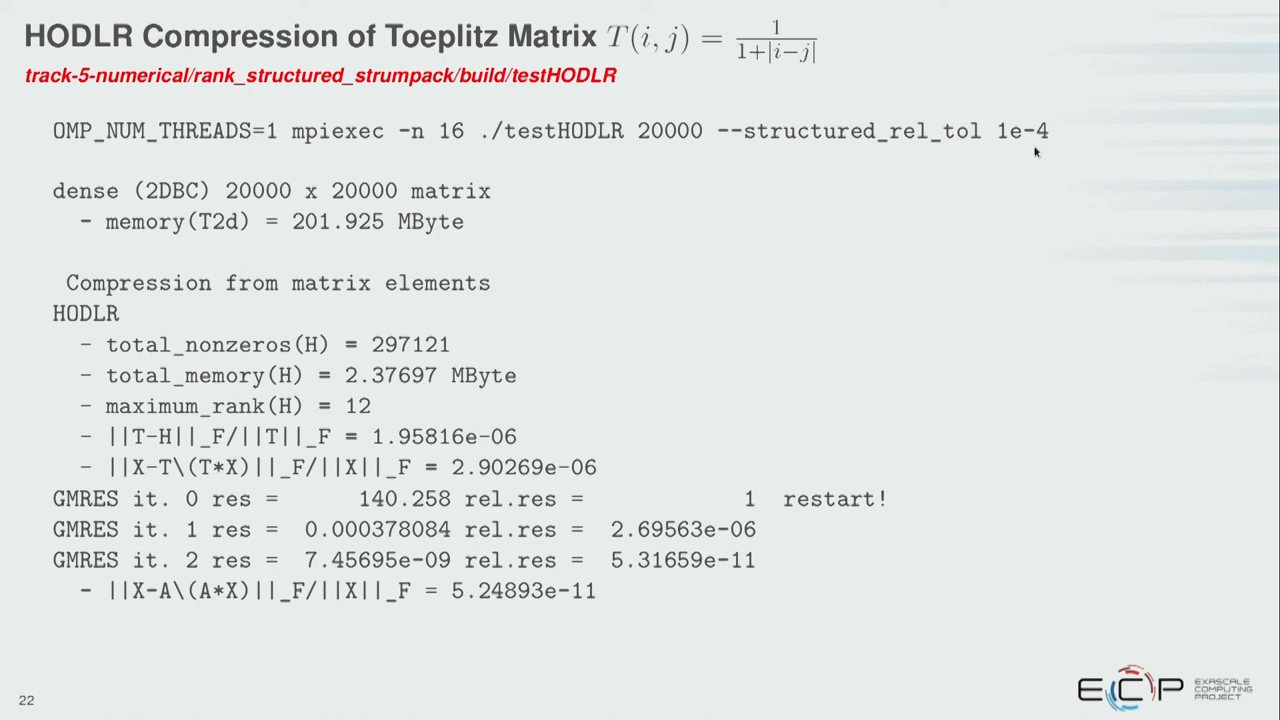 HODLR Compression of Toeplitz Matrix T(i, j) = 1/(1+|i−j|)
track-5-numerical/rank_structured_strumpack/build/testHODLR
OMP_NUM_THREADS=1 mpiexec -n 16 ./testHODLR 20000 --structured_rel_tol 1e-4
dense (2DBC) 20000 x 20000 matrix
- memory(T2d) = 201.925 MByte
Compression from matrix elements
HODLR
- total_nonzeros(H) = 297121
- total_memory(H) = 2.37697 MByte
- maximum_rank(H) = 12
- ||T-H||_F/||T||_F = 1.95816e-06
- ||X-T\(T*X)||_F/||X||_F = 2.90269e-06
GMRES it. 0 res = 140.258 rel.res = 1 restart!
GMRES it. 1 res = 0.000378084 rel.res = 2.69563e-06
GMRES it. 2 res = 7.45695e-09 rel.res = 5.31659e-11
- ||X-A\(A*X)||_F/||X||_F = 5.24893e-11
22
ECP EXASCALE COMPUTING PROJECT